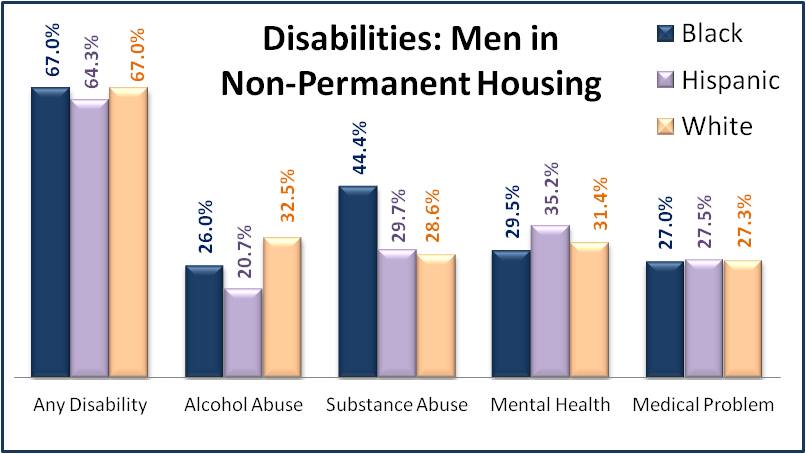 Disabilities: Men in
Non-Permanent Housing
Black
Hispanic
White
67.0%
64.3%
67.0%
26.0%
20.7%
32.5%
44.4%
29.7%
28.6%
29.5%
35.2%
31.4%
27.0%
27.5%
27.3%
Any Disability
Alcohol Abuse
Substance Abuse
Mental Health
Medical Problem